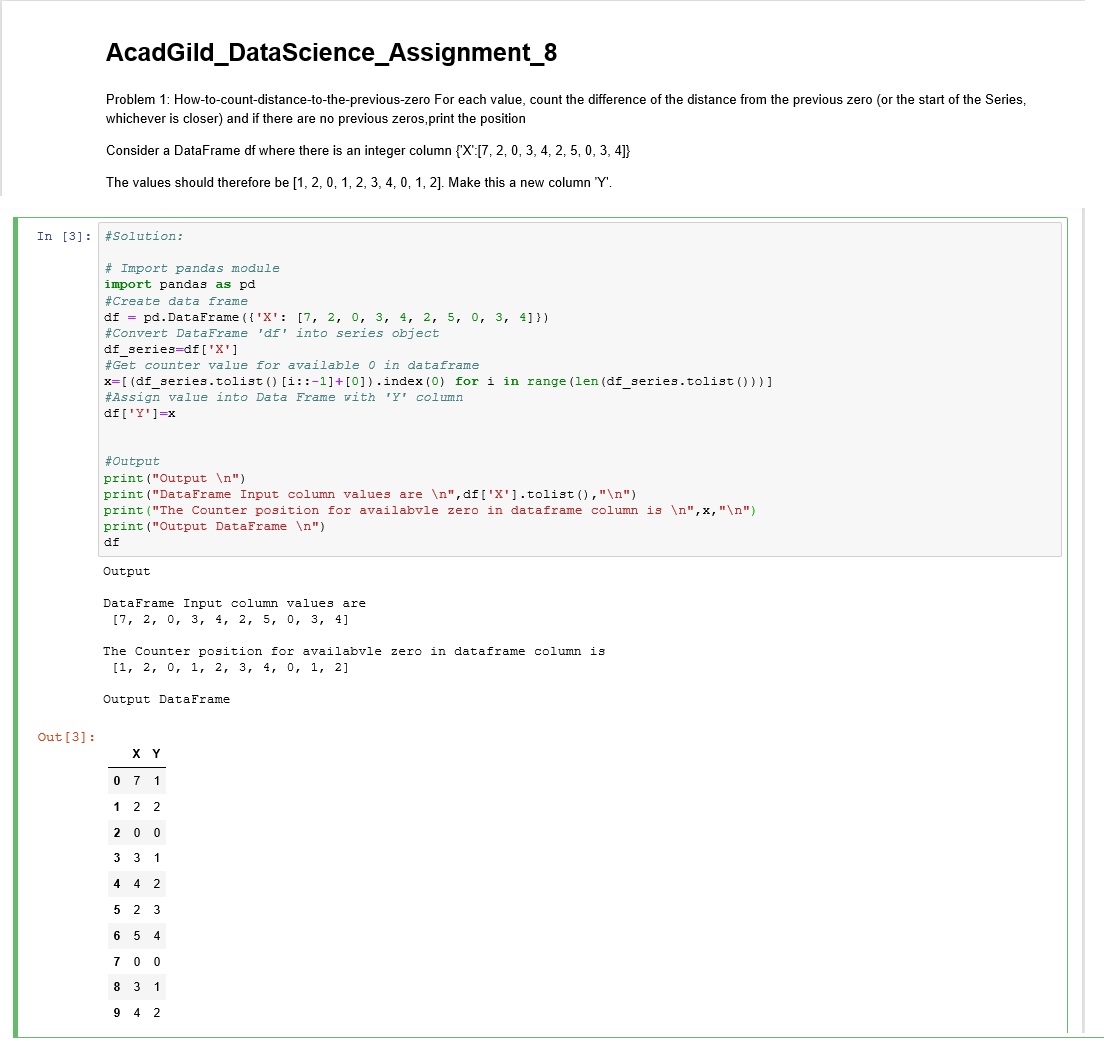 AcadGild_DataScience_Assignment_8
Problem 1: How-to-count-distance-to-the-previous-zero For each value, count the difference of the distance from the previous zero (or the start of the Series,
whichever is closer) and if there are no previous zeros,print the position
Consider a DataFrame df where there is an integer column {'X':[7, 2, 0, 3, 4, 2, 5, 0, 3, 4]}
The values should therefore be [1, 2, 0, 1, 2, 3, 4, 0, 1, 2]. Make this a new column 'Y'.
In [3]: #Solution:
# Import pandas module
import pandas as pd
#Create data frame
df = pd.DataFrame({'X': [7, 2, 0, 3, 4, 2, 5, 0, 3, 4]})
#Convert DataFrame 'df' into series object
df_series=df['X']
#Get counter value for available 0 in dataframe
x=[(df_series.tolist()[i::-1]+[0]).index(0) for i in range(len(df_series.tolist()))]
#Assign value into Data Frame with 'Y' column
df['Y']=x
#Output
print("Output \n")
print("DataFrame Input column values are \n",df['X'].tolist(),"\n")
print("The Counter position for availabvle zero in dataframe column is \n",x,"\n")
print("Output DataFrame \n")
df
Output
DataFrame Input column values are
[7, 2, 0, 3, 4, 2, 5, 0, 3, 4]
The Counter position for availabvle zero in dataframe column is
[1, 2, 0, 1, 2, 3, 4, 0, 1, 2]
Output DataFrame
Out[3]:
X Y
0 7 1
1 2 2
2 0 0
3 3 1
4 4 2
5 2 3
6 5 4
7 0 0
8 3 1
9 4 2